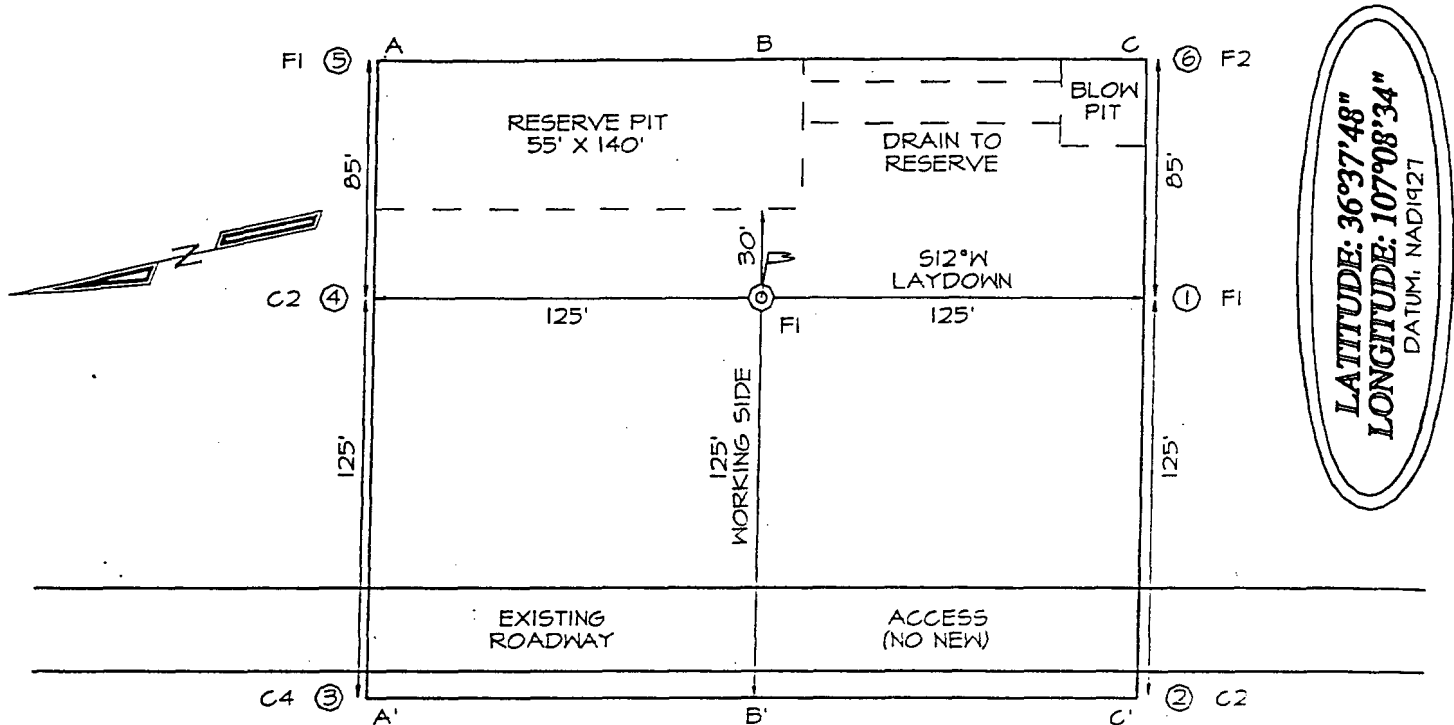 A
B
C
F1 ⑤
⑥ F2
RESERVE PIT
55' X 140'
BLOW
PIT
DRAIN TO
RESERVE
85'
85'
N
30'
S12°W
LAYDOWN
C2 ④
125'
F1
125'
① F1
125'
125'
WORKING SIDE
125'
EXISTING
ROADWAY
ACCESS
(NO NEW)
C4 ③
A'
B'
C'
② C2
LATITUDE: 36°37'48"
LONGITUDE: 107°08'34"
DATUM: NAD1927